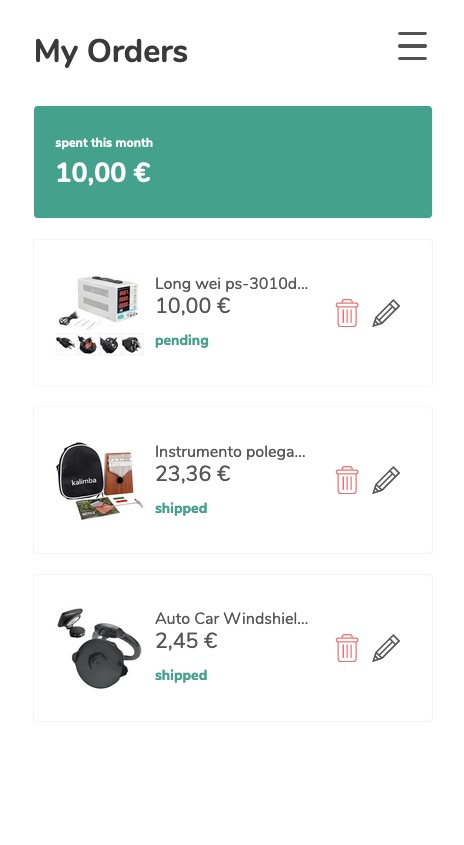 My Orders
spent this month
10,00 €
Long wei ps-3010d...
10,00 €
pending
kalimba
Instrumento polega...
23,36 €
shipped
Auto Car Windshiel...
2,45 €
shipped